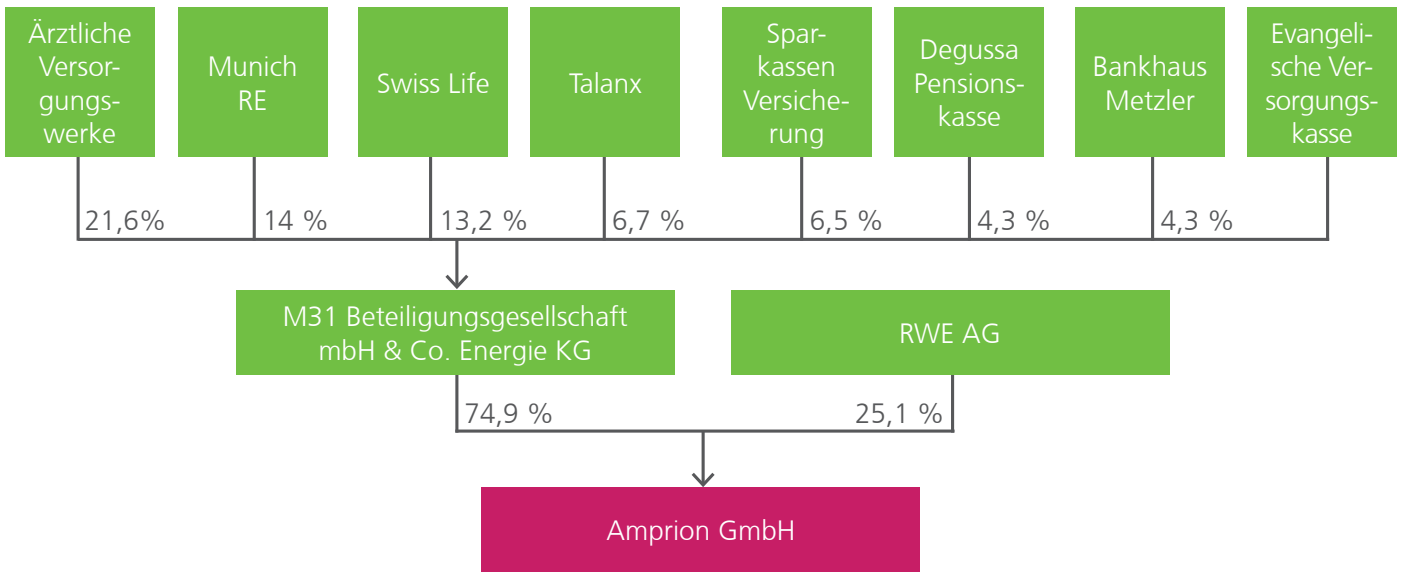 Ärztliche
Versor-
gungs-
werke
Munich
RE
Swiss Life
Talanx
Spar-
kassen
Versiche-
rung
Degussa
Pensions-
kasse
Bankhaus
Metzler
Evangeli-
sche Ver-
sorgungs-
kasse
21,6%
14 %
13,2 %
6,7 %
6,5 %
4,3 %
4,3 %
M31 Beteiligungsgesellschaft
mbH & Co. Energie KG
RWE AG
74,9 %
25,1 %
Amprion GmbH